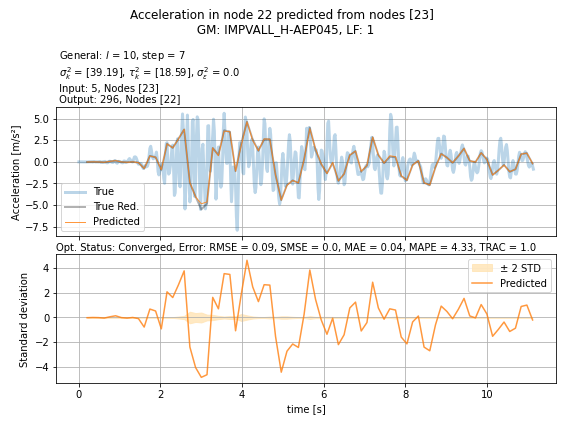 Acceleration in node 22 predicted from nodes [23]
GM: IMPVALL_H-AEP045, LF: 1
General: l = 10, step = 7
σ²ₖ = [39.19], τ²ₖ = [18.59], σ²ε = 0.0
Input: 5, Nodes [23]
Output: 296, Nodes [22]
Acceleration [m/s²]
5.0
2.5
0.0
−2.5
−5.0
−7.5
True
True Red.
Predicted
Opt. Status: Converged, Error: RMSE = 0.09, SMSE = 0.0, MAE = 0.04, MAPE = 4.33, TRAC = 1.0
Standard deviation
4
2
0
−2
−4
± 2 STD
Predicted
0 2 4 6 8 10
time [s]